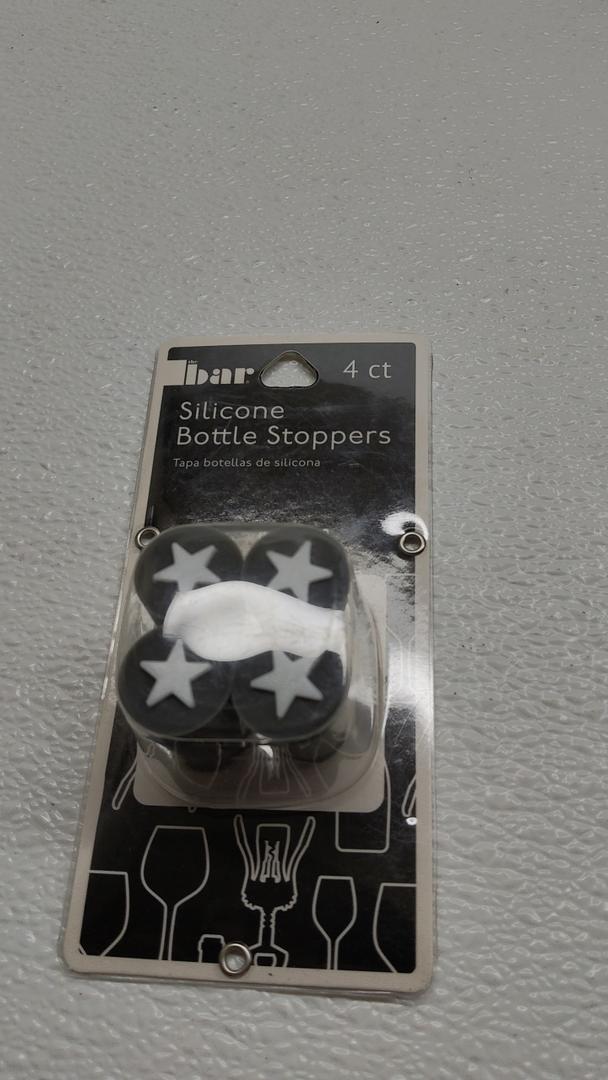 the bar
4 ct
Silicone
Bottle Stoppers
Tapa botellas de silicona